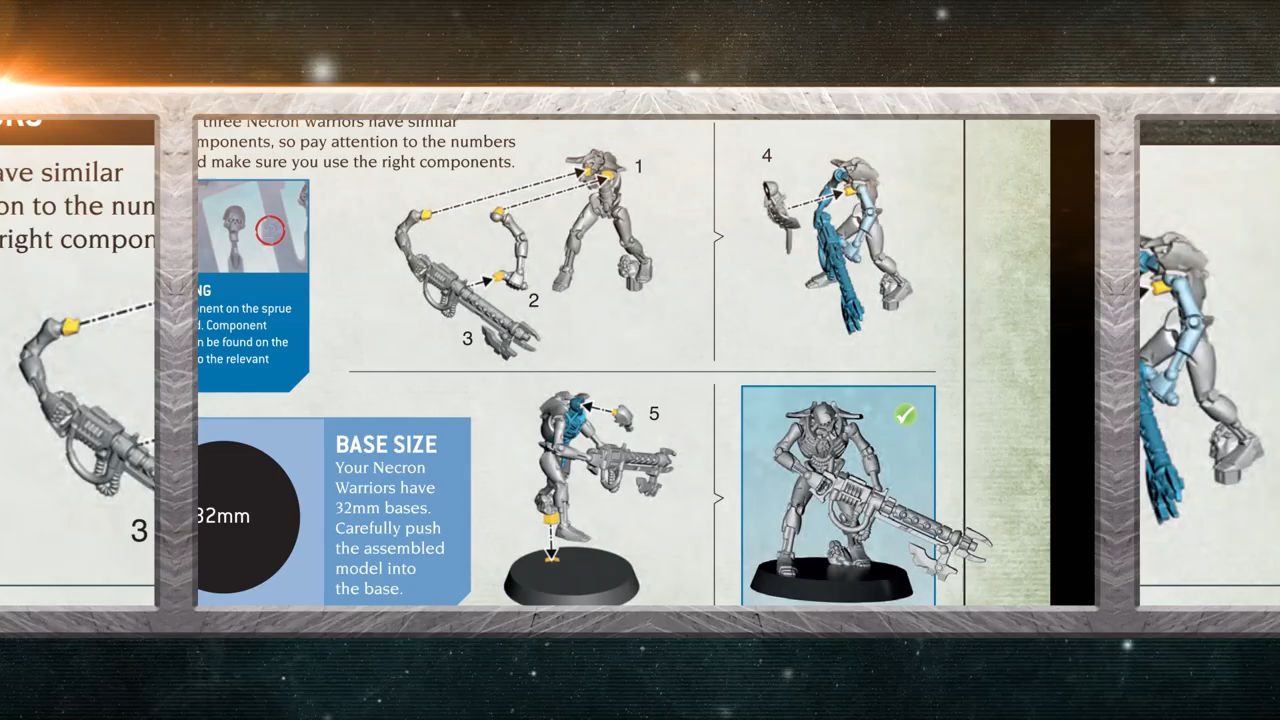 ave similar
on to the num
right compon
3
three Necron warriors have similar
mponents, so pay attention to the numbers
d make sure you use the right components.
1
2
3
4
NG
nent on the sprue
d. Component
n be found on the
o the relevant
5
32mm
BASE SIZE
Your Necron
Warriors have
32mm bases.
Carefully push
the assembled
model into
the base.